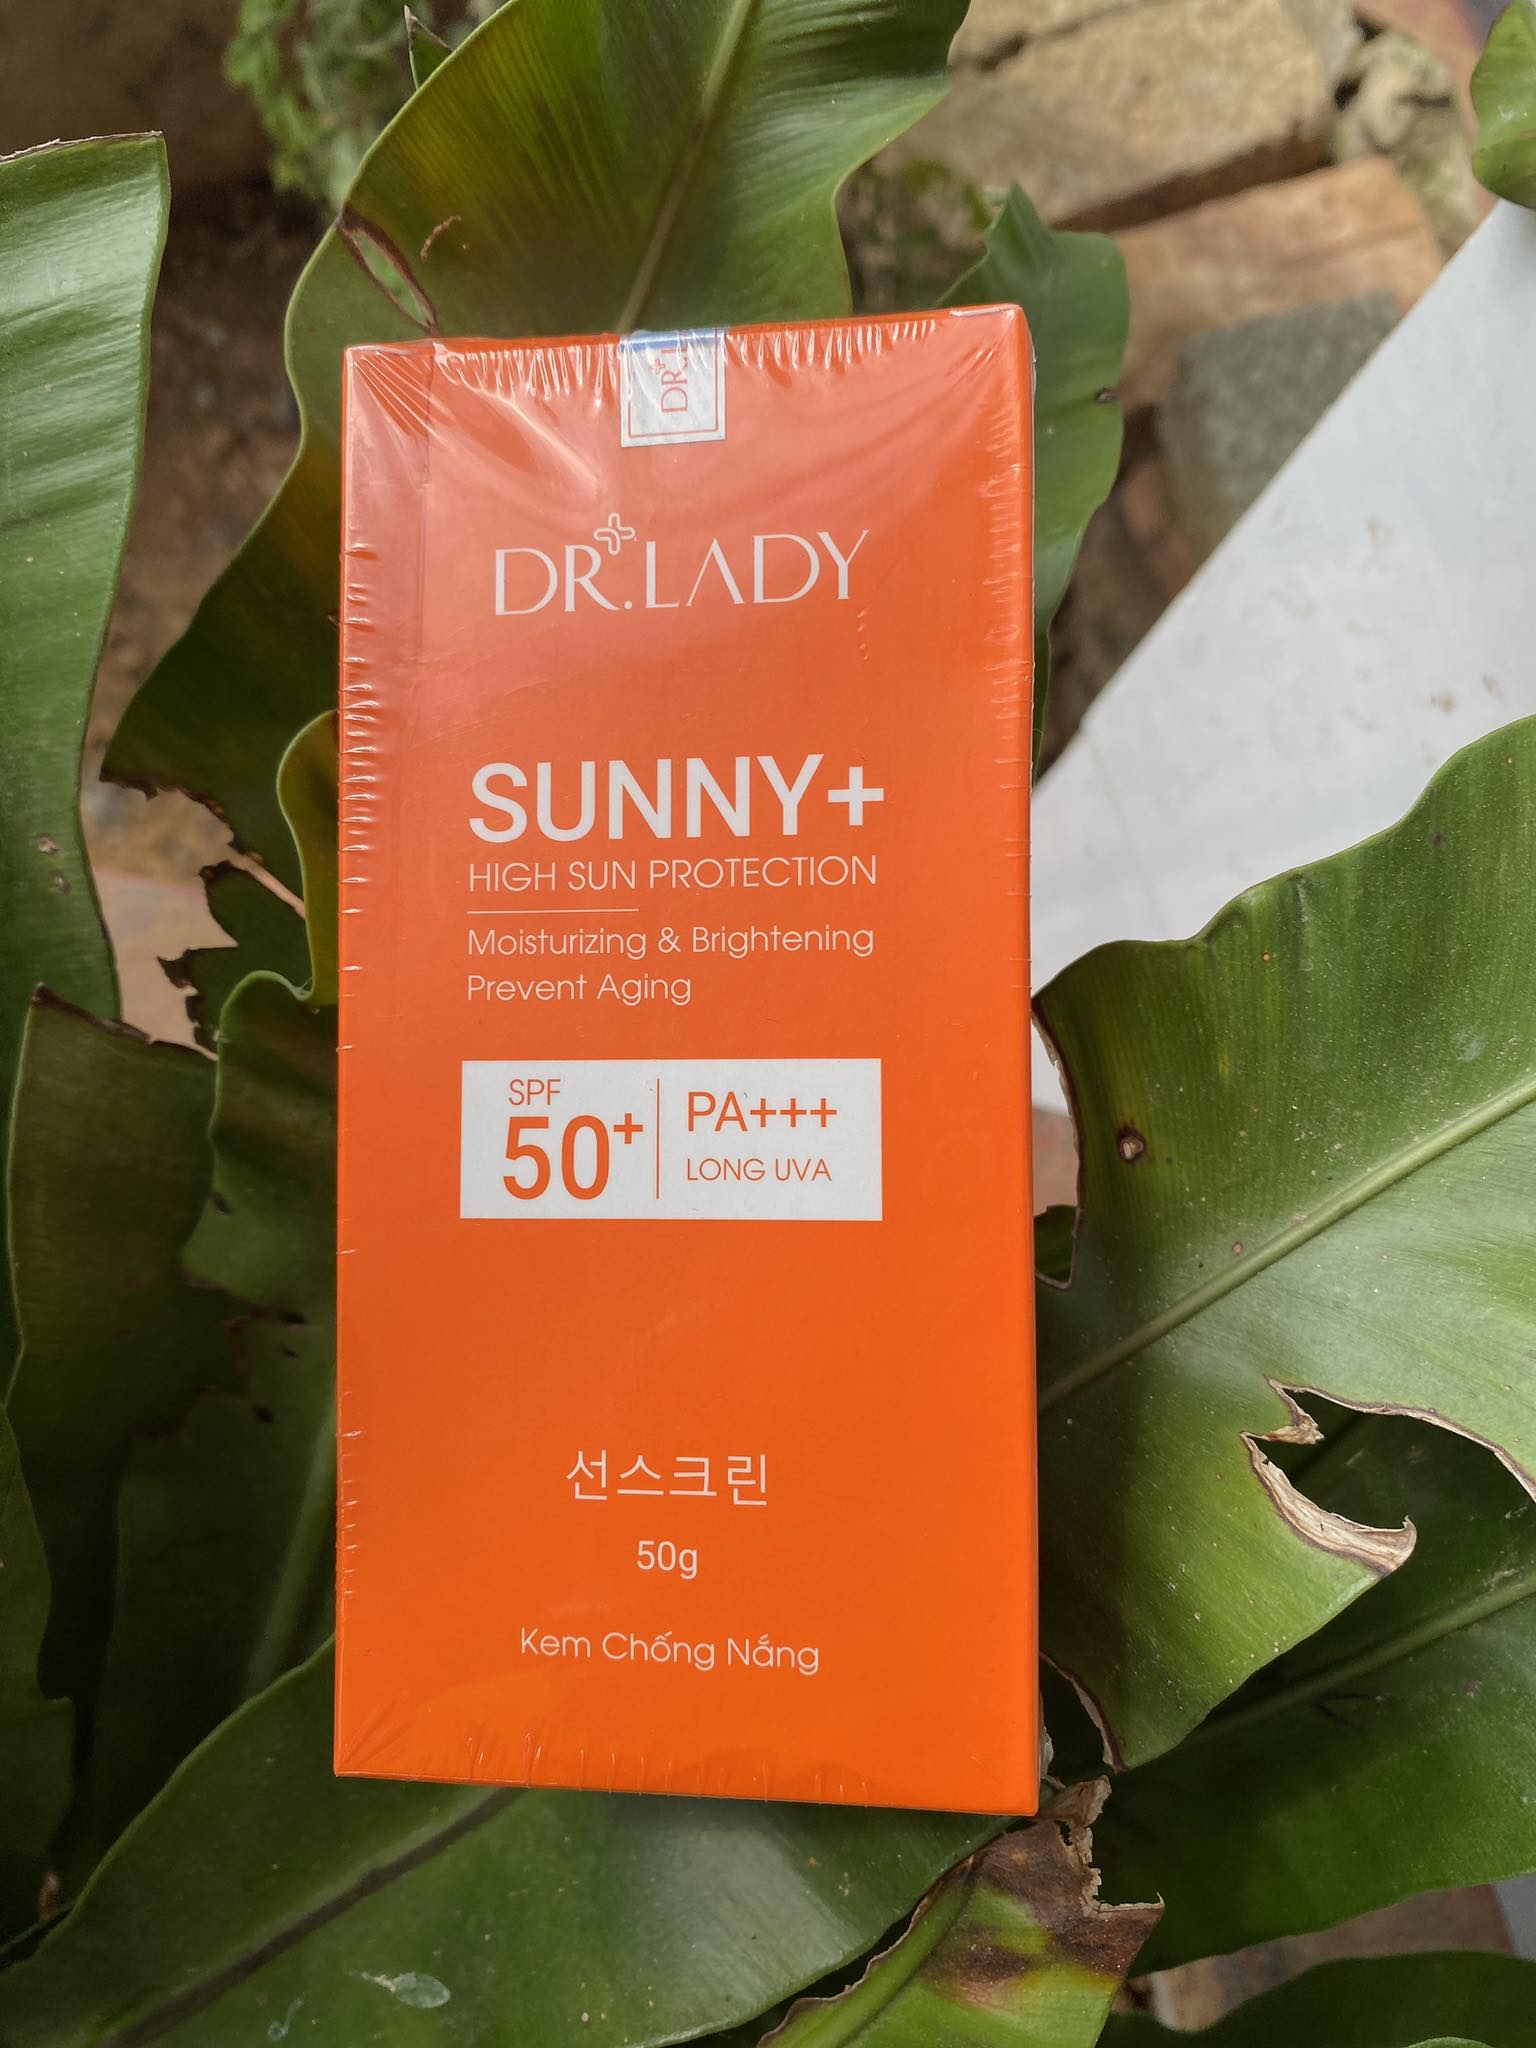 DR.L
DR.LADY
SUNNY+
HIGH SUN PROTECTION
Moisturizing & Brightening
Prevent Aging
SPF
50+
PA+++
LONG UVA
선스크린
50g
Kem Chống Nắng